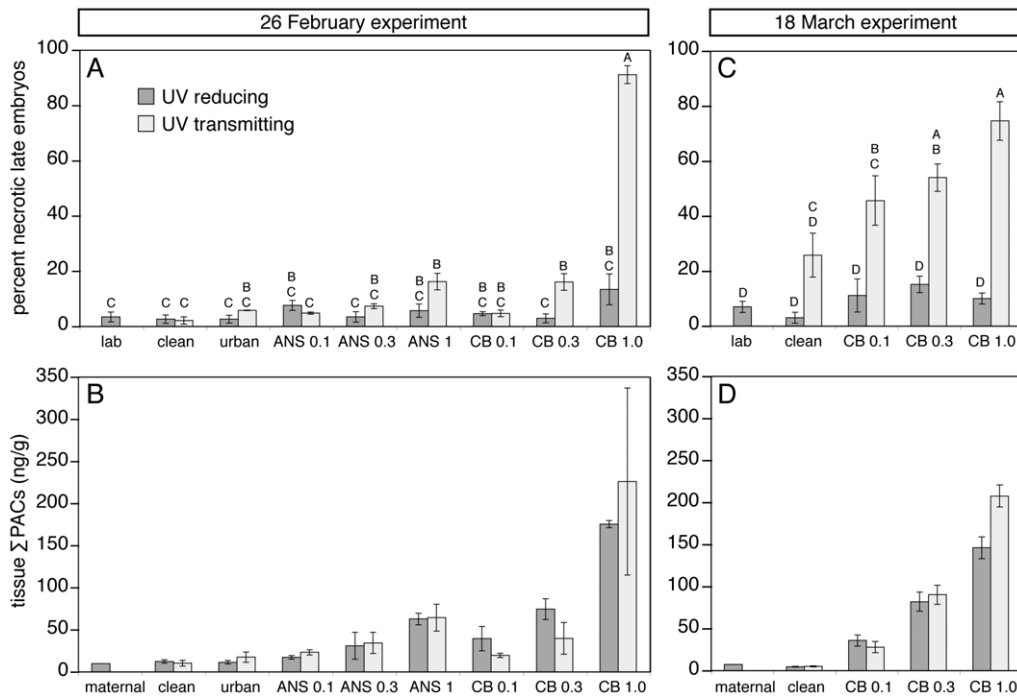 26 February experiment
18 March experiment
A
UV reducing
UV transmitting
percent necrotic late embryos
100
80
60
40
20
0
C
C C
C B C
B C C
C B C
B C B
B C B C
C B
B C A
lab clean urban ANS 0.1 ANS 0.3 ANS 1 CB 0.1 CB 0.3 CB 1.0
C
100
80
60
40
20
0
D
D C D
D B C
D A B
D A
lab clean CB 0.1 CB 0.3 CB 1.0
B
tissue ∑PACs (ng/g)
350
300
250
200
150
100
50
0
maternal clean urban ANS 0.1 ANS 0.3 ANS 1 CB 0.1 CB 0.3 CB 1.0
D
350
300
250
200
150
100
50
0
maternal clean CB 0.1 CB 0.3 CB 1.0